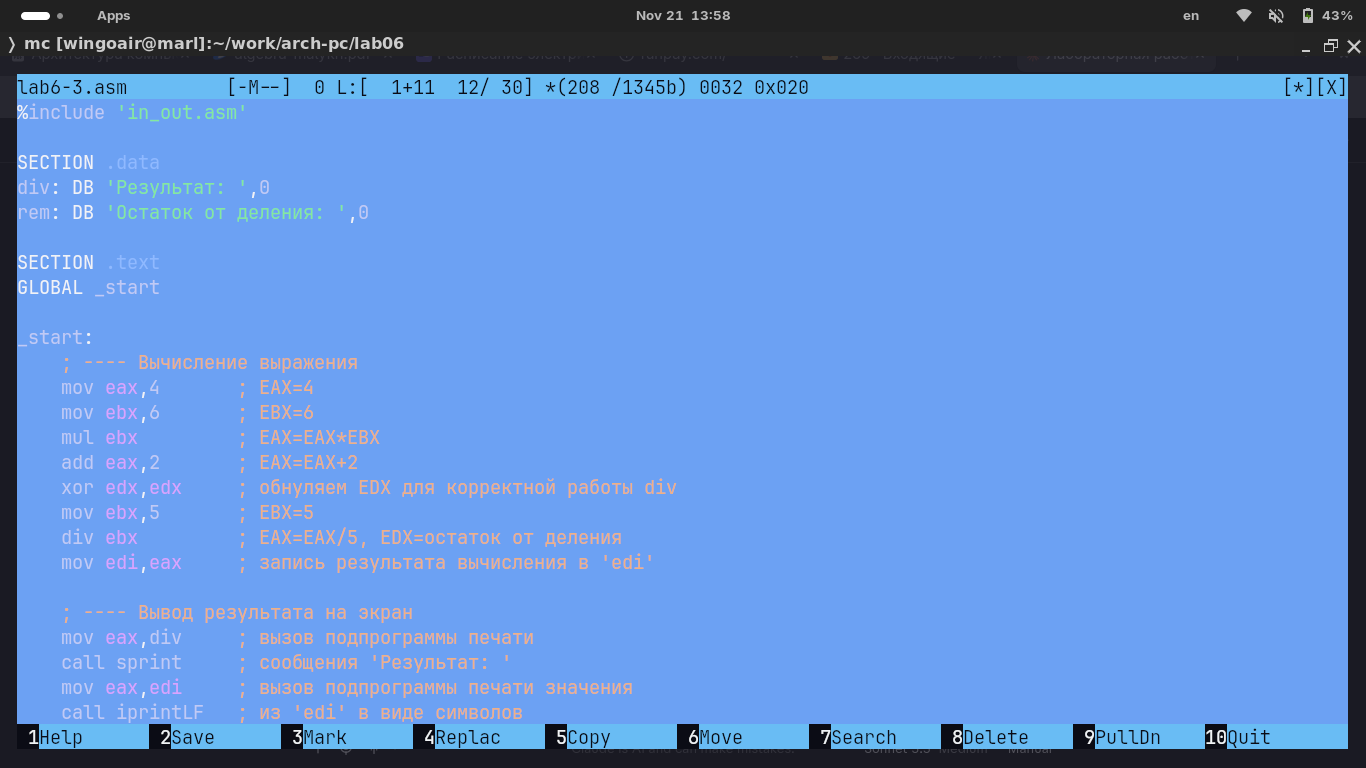 Apps Nov 21 13:58 en 43%
❭ mc [wingoair@marl]:~/work/arch-pc/lab06
lab6-3.asm [-M--] 0 L:[ 1+11 12/ 30] *(208 /1345b) 0032 0x020 [*][X]
%include 'in_out.asm'
SECTION .data
div: DB 'Результат: ',0
rem: DB 'Остаток от деления: ',0
SECTION .text
GLOBAL _start
_start:
; ---- Вычисление выражения
mov eax,4 ; EAX=4
mov ebx,6 ; EBX=6
mul ebx ; EAX=EAX*EBX
add eax,2 ; EAX=EAX+2
xor edx,edx ; обнуляем EDX для корректной работы div
mov ebx,5 ; EBX=5
div ebx ; EAX=EAX/5, EDX=остаток от деления
mov edi,eax ; запись результата вычисления в 'edi'
; ---- Вывод результата на экран
mov eax,div ; вызов подпрограммы печати
call sprint ; сообщения 'Результат: '
mov eax,edi ; вызов подпрограммы печати значения
call iprintLF ; из 'edi' в виде символов
1Help 2Save 3Mark 4Replac 5Copy 6Move 7Search 8Delete 9PullDn 10Quit